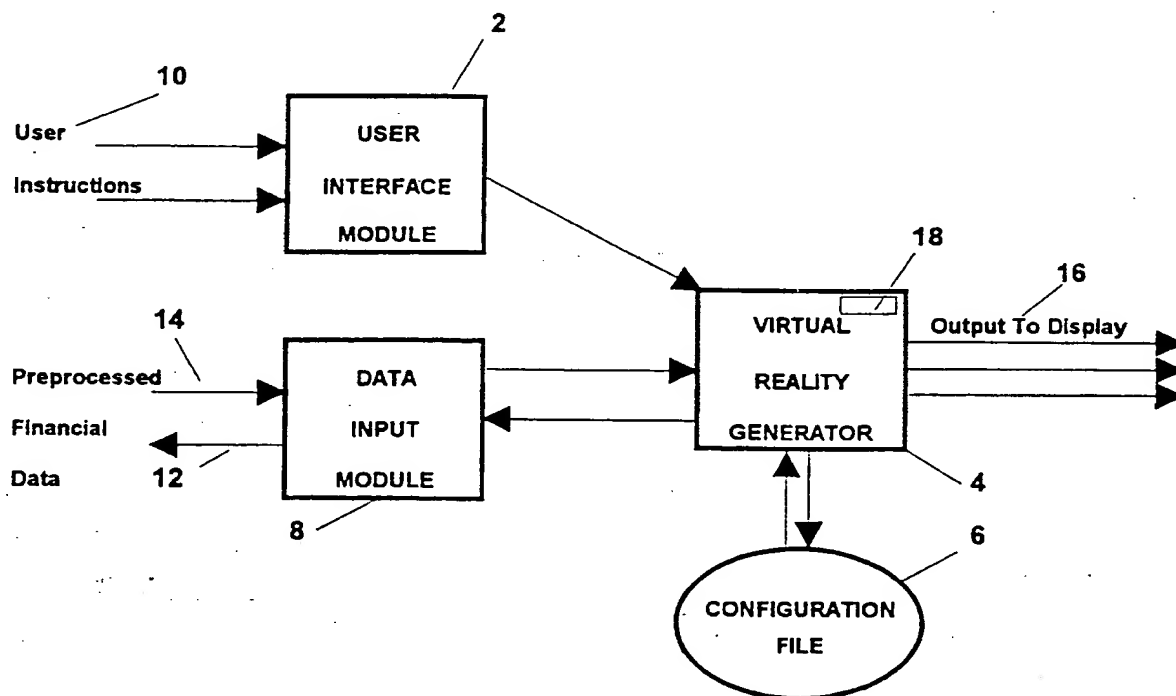 2
10
User
Instructions
USER
INTERFACE
MODULE
18
16
VIRTUAL
REALITY
GENERATOR
Output To Display
14
Preprocessed
Financial
Data
12
DATA
INPUT
MODULE
8
4
6
CONFIGURATION
FILE